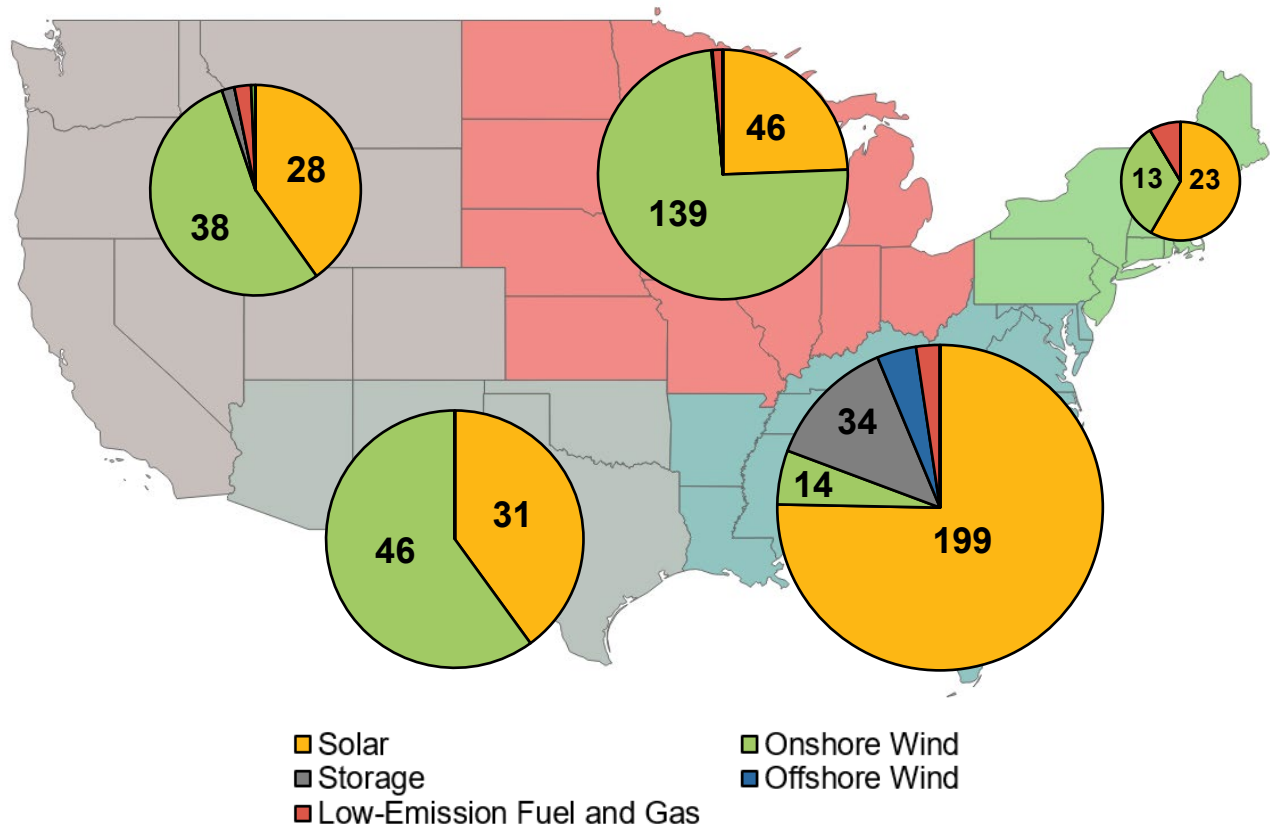 28
38
46
139
13
23
31
46
34
14
199
Solar
Onshore Wind
Storage
Offshore Wind
Low-Emission Fuel and Gas